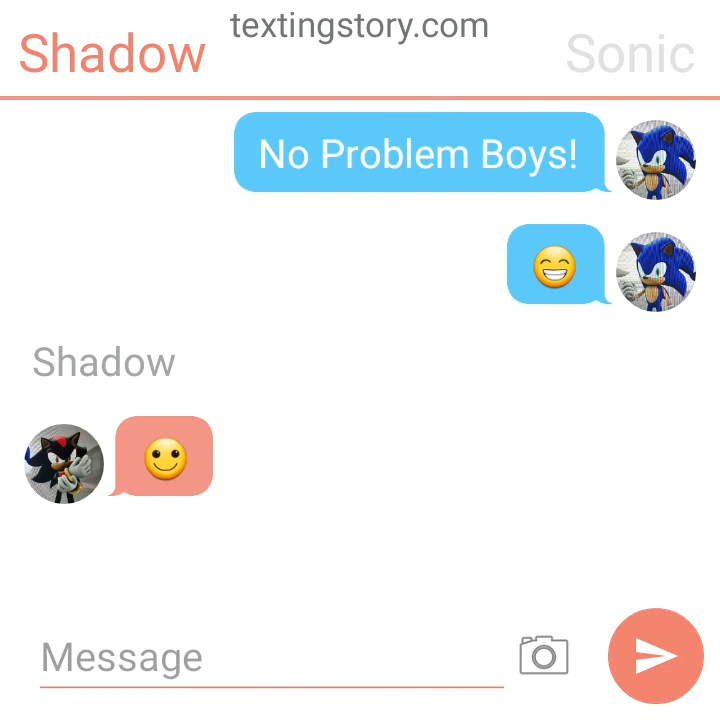 textingstory.com
Shadow
Sonic
No Problem Boys!
😁
Shadow
🙂
Message